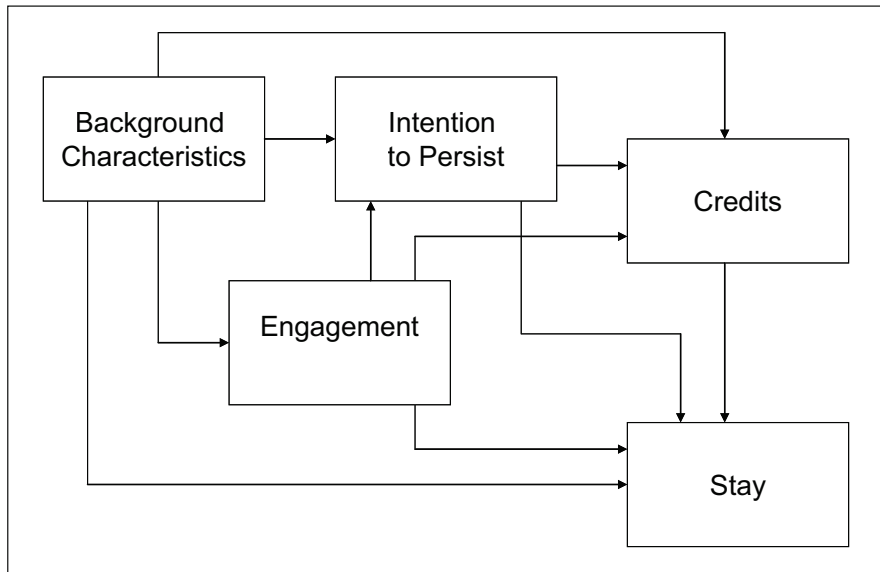 Background
Characteristics
Intention
to Persist
Credits
Engagement
Stay